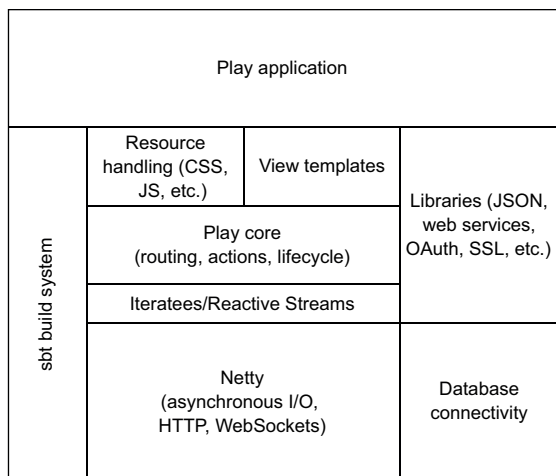 Play application
sbt build system
Resource
handling (CSS,
JS, etc.)
View templates
Libraries (JSON,
web services,
OAuth, SSL, etc.)
Play core
(routing, actions, lifecycle)
Iteratees/Reactive Streams
Netty
(asynchronous I/O,
HTTP, WebSockets)
Database
connectivity